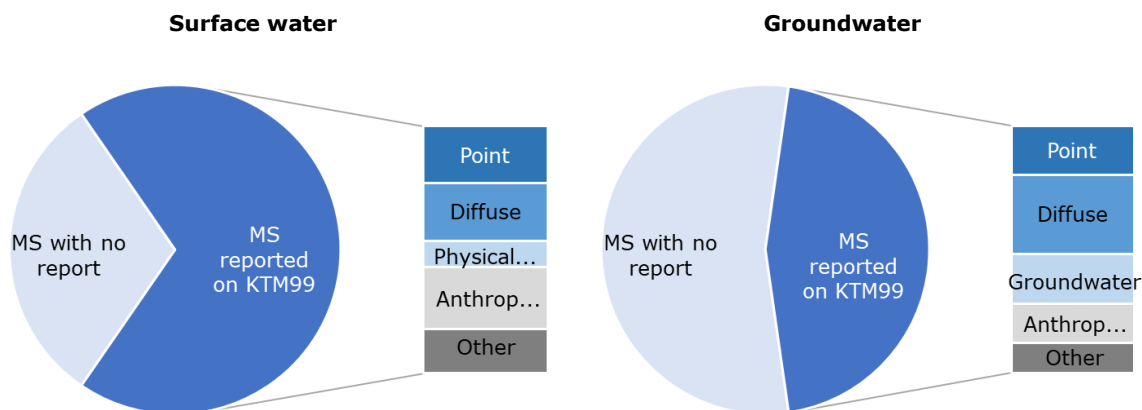 Surface water
MS with no
report
MS
reported
on KTM99
Point
Diffuse
Physical...
Anthrop...
Other
Groundwater
MS with no
report
MS
reported
on KTM99
Point
Diffuse
Groundwater
Anthrop...
Other